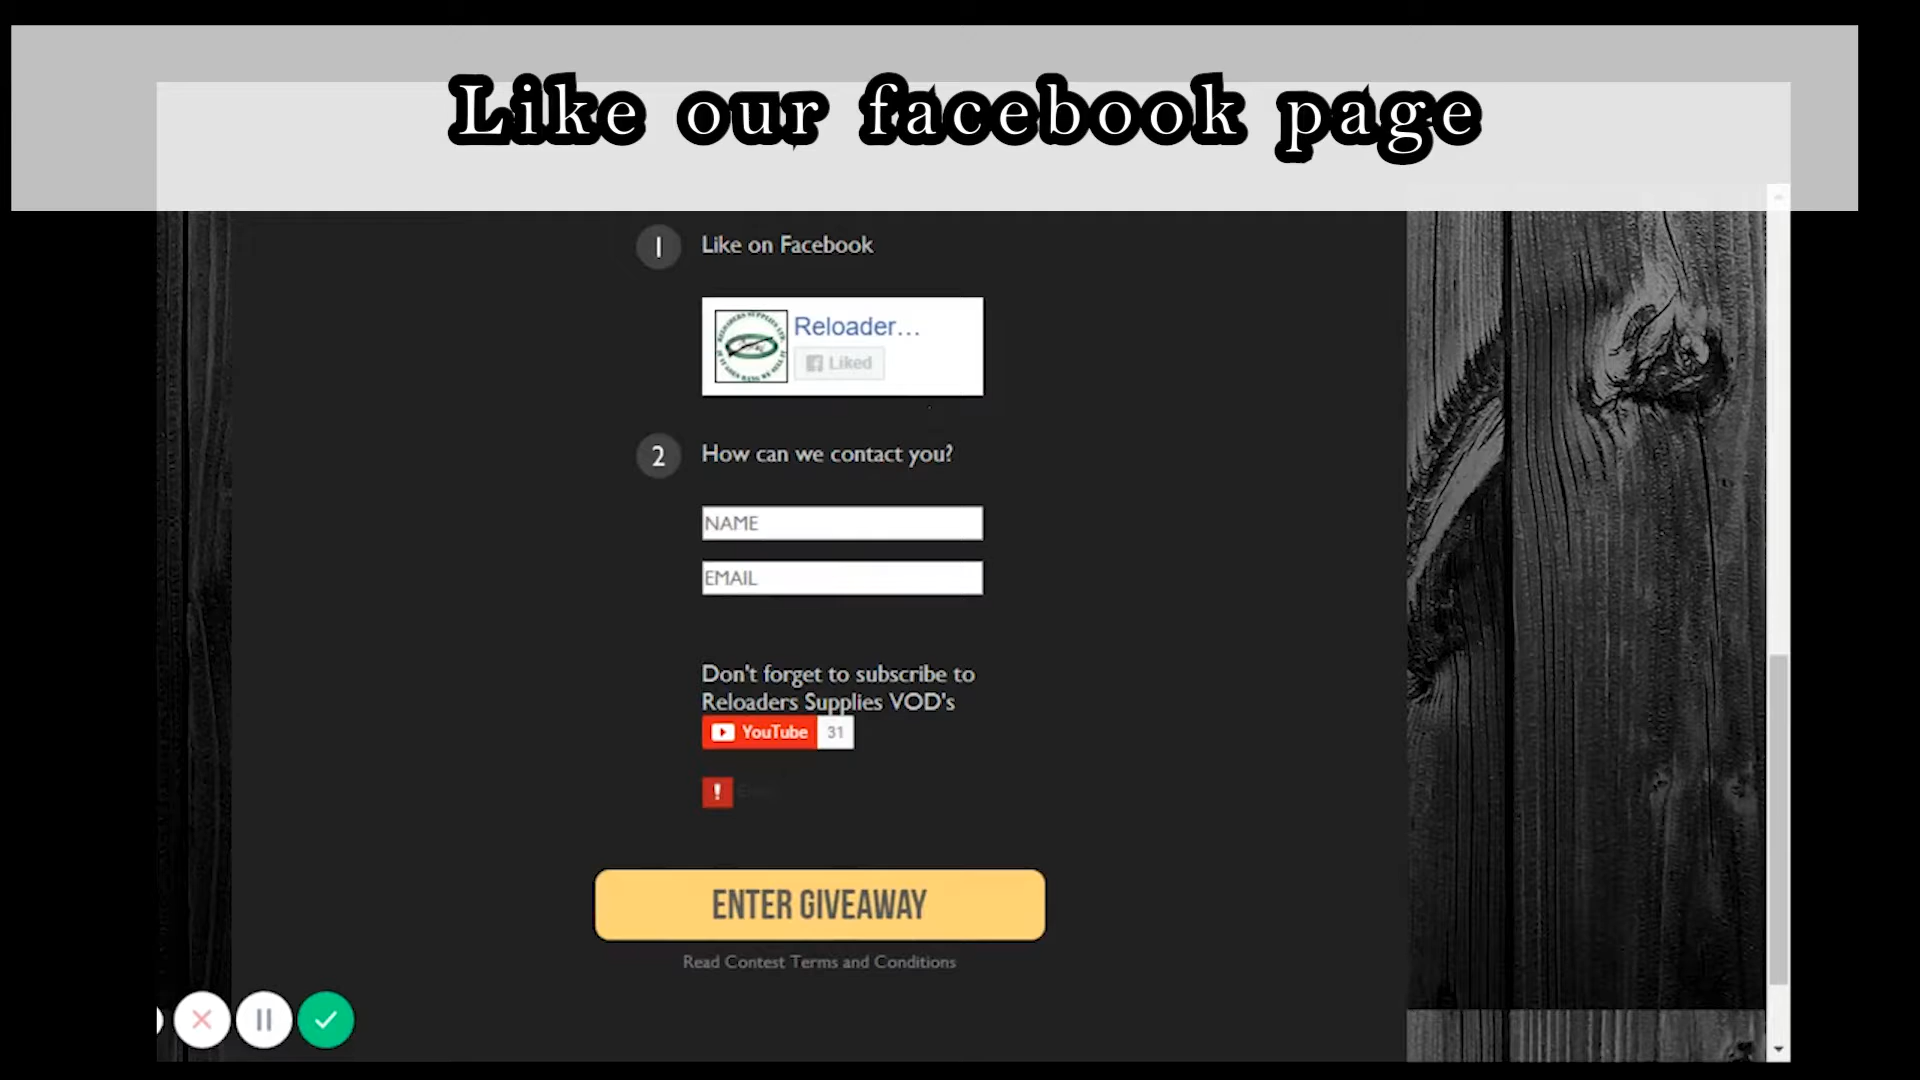 Like our facebook page
1 Like on Facebook
Reloader...
Liked
2 How can we contact you?
NAME
EMAIL
Don't forget to subscribe to
Reloaders Supplies VOD's
YouTube 31
!
ENTER GIVEAWAY
Read Contest Terms and Conditions